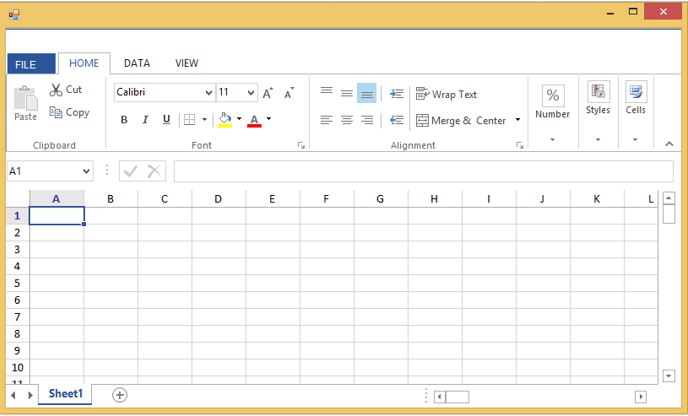 FILE HOME DATA VIEW
Cut
Copy
Paste
Clipboard
Calibri 11 A A
B I U A
Font
Wrap Text
Merge & Center
Alignment
%
Number
Styles
Cells
A1
A B C D E F G H I J K L
1
2
3
4
5
6
7
8
9
10
11
Sheet1